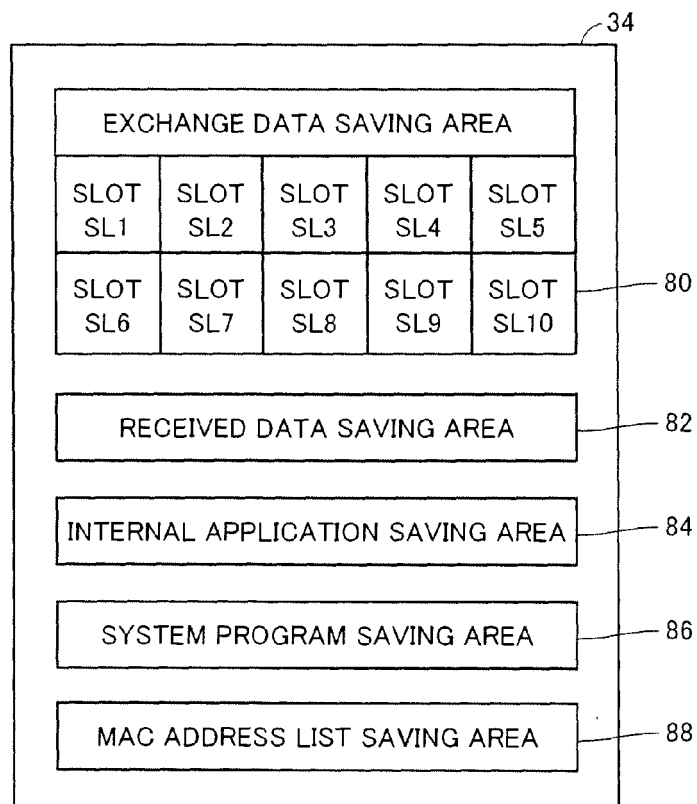 34
EXCHANGE DATA SAVING AREA
SLOT SLOT SLOT SLOT SLOT
SL1 SL2 SL3 SL4 SL5
SLOT SLOT SLOT SLOT SLOT
SL6 SL7 SL8 SL9 SL10
80
RECEIVED DATA SAVING AREA
82
INTERNAL APPLICATION SAVING AREA
84
SYSTEM PROGRAM SAVING AREA
86
MAC ADDRESS LIST SAVING AREA
88